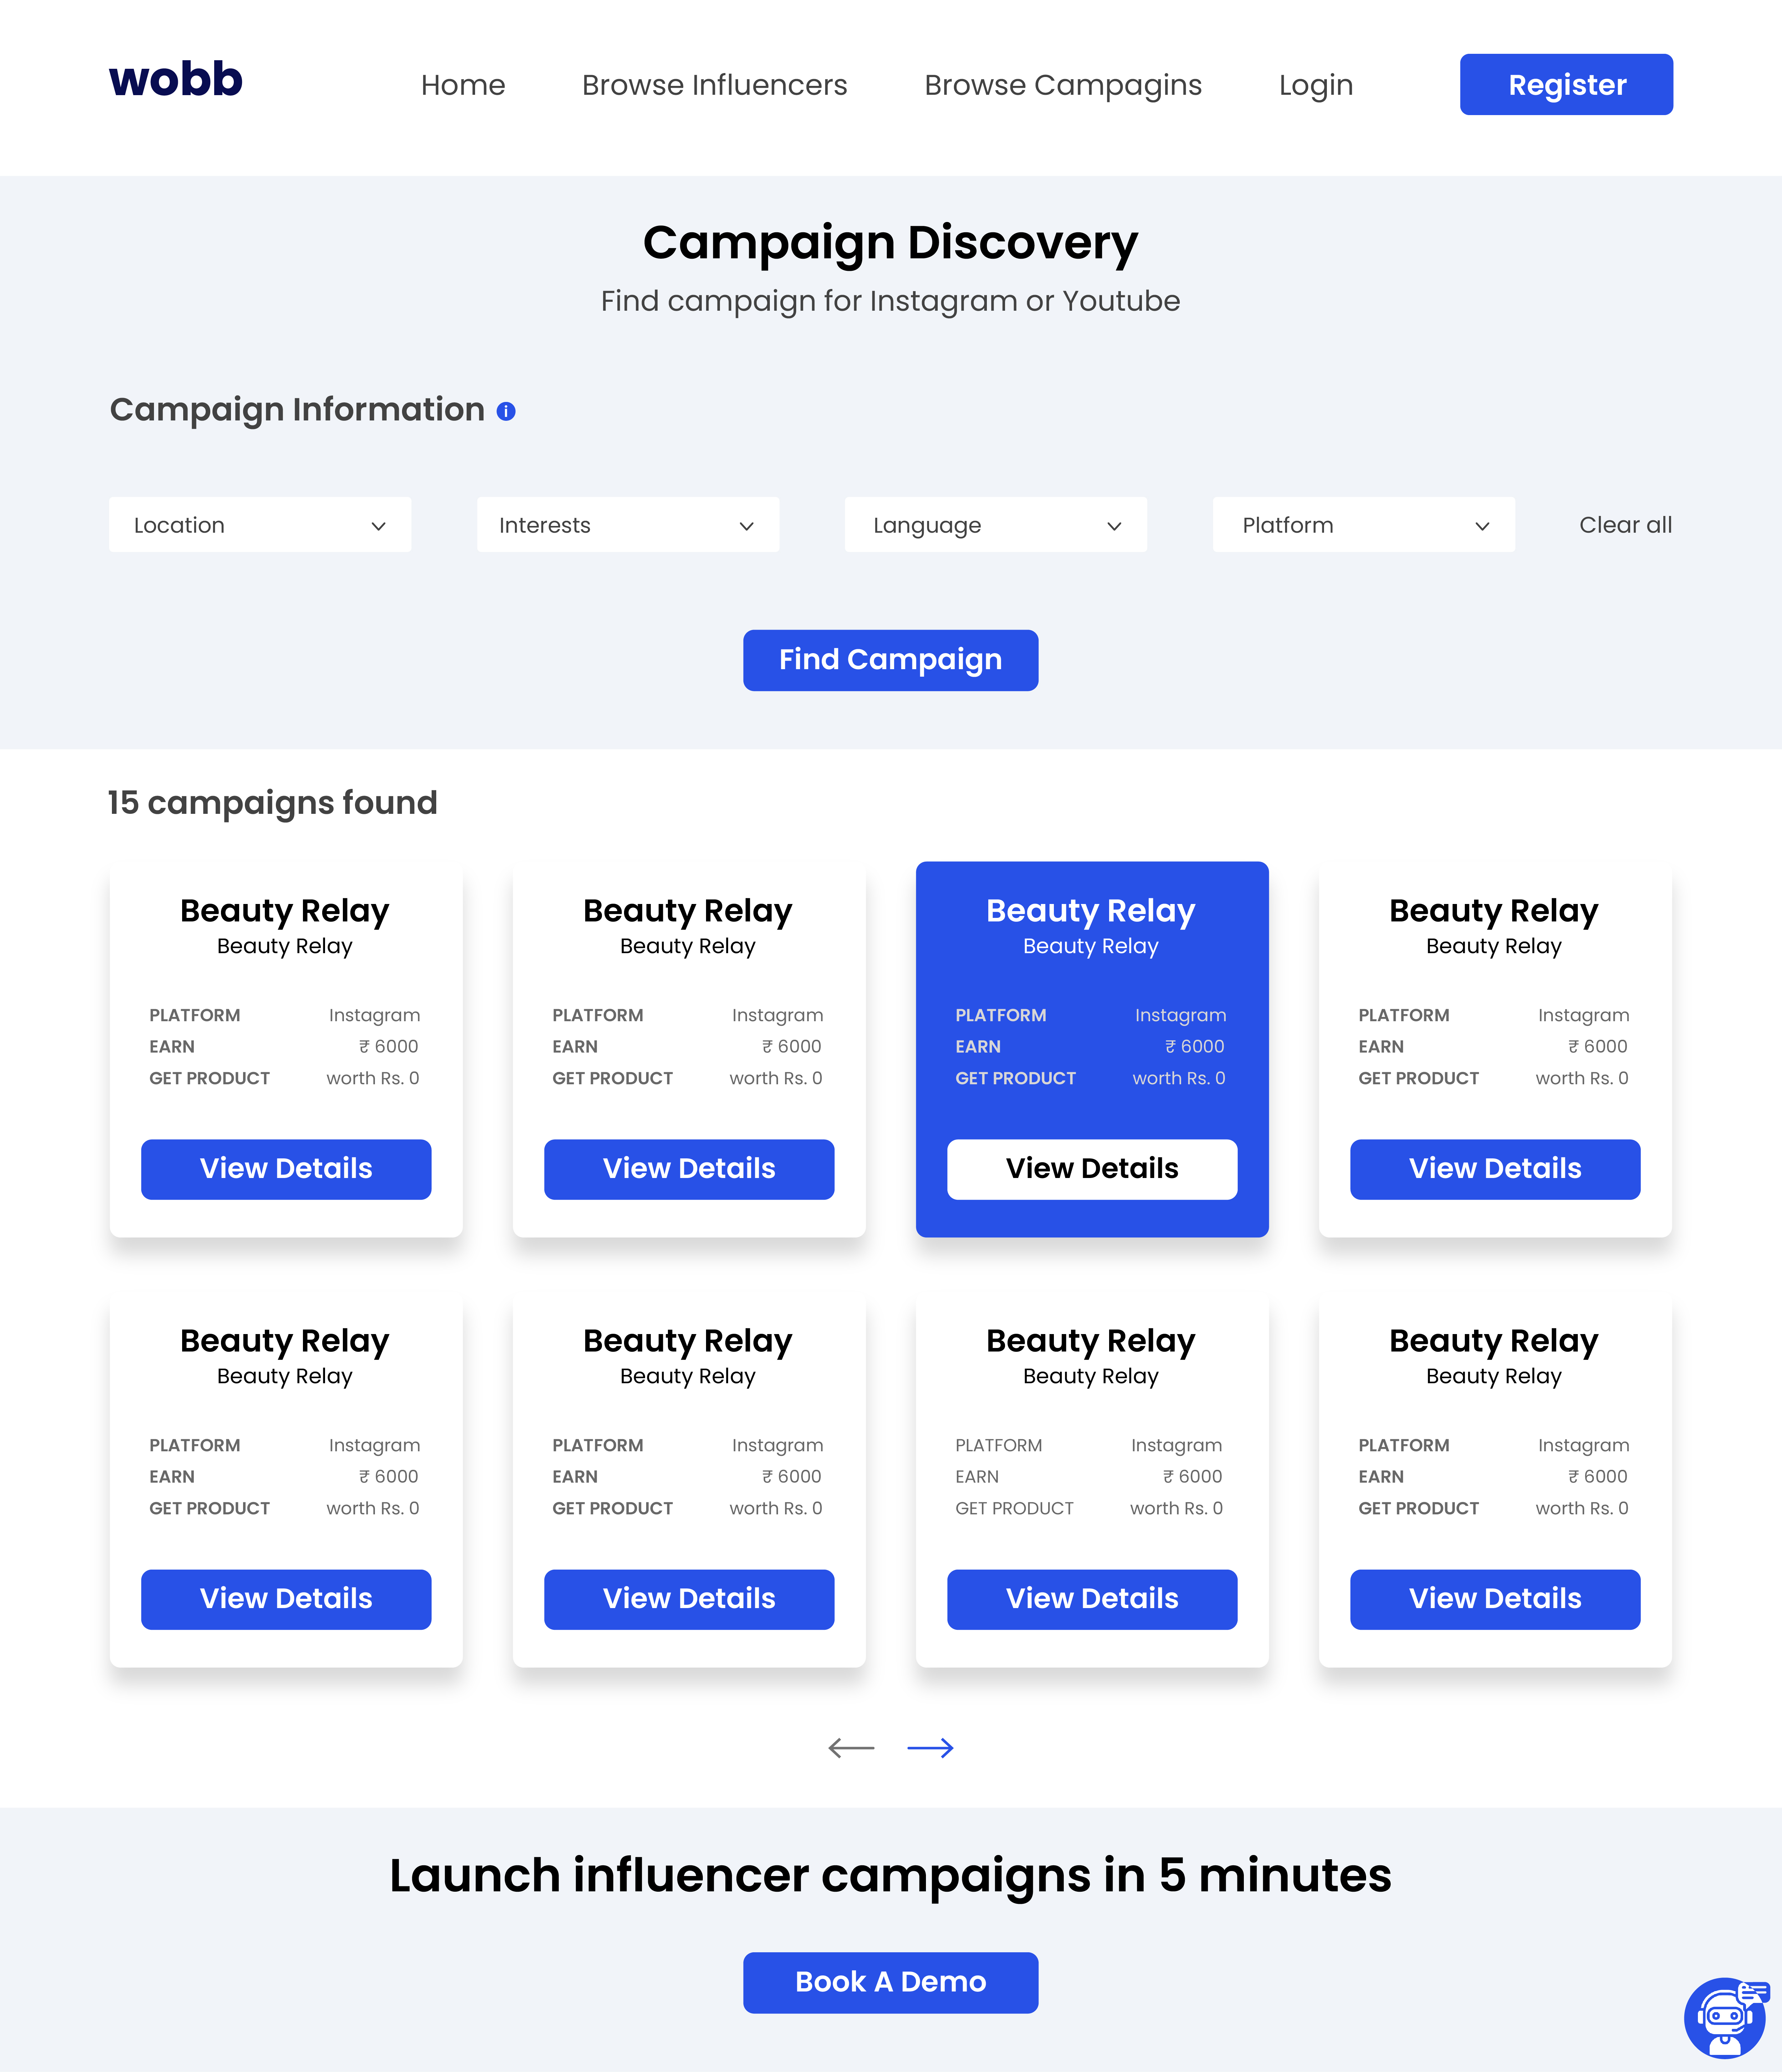 wobb
Home
Browse Influencers
Browse Campagins
Login
Register
Campaign Discovery
Find campaign for Instagram or Youtube
Campaign Information
Location
Interests
Language
Platform
Clear all
Find Campaign
15 campaigns found
Beauty Relay
Beauty Relay
PLATFORM Instagram
EARN ₹ 6000
GET PRODUCT worth Rs. 0
View Details
Beauty Relay
Beauty Relay
PLATFORM Instagram
EARN ₹ 6000
GET PRODUCT worth Rs. 0
View Details
Beauty Relay
Beauty Relay
PLATFORM Instagram
EARN ₹ 6000
GET PRODUCT worth Rs. 0
View Details
Beauty Relay
Beauty Relay
PLATFORM Instagram
EARN ₹ 6000
GET PRODUCT worth Rs. 0
View Details
Beauty Relay
Beauty Relay
PLATFORM Instagram
EARN ₹ 6000
GET PRODUCT worth Rs. 0
View Details
Beauty Relay
Beauty Relay
PLATFORM Instagram
EARN ₹ 6000
GET PRODUCT worth Rs. 0
View Details
Beauty Relay
Beauty Relay
PLATFORM Instagram
EARN ₹ 6000
GET PRODUCT worth Rs. 0
View Details
Beauty Relay
Beauty Relay
PLATFORM Instagram
EARN ₹ 6000
GET PRODUCT worth Rs. 0
View Details
Launch influencer campaigns in 5 minutes
Book A Demo